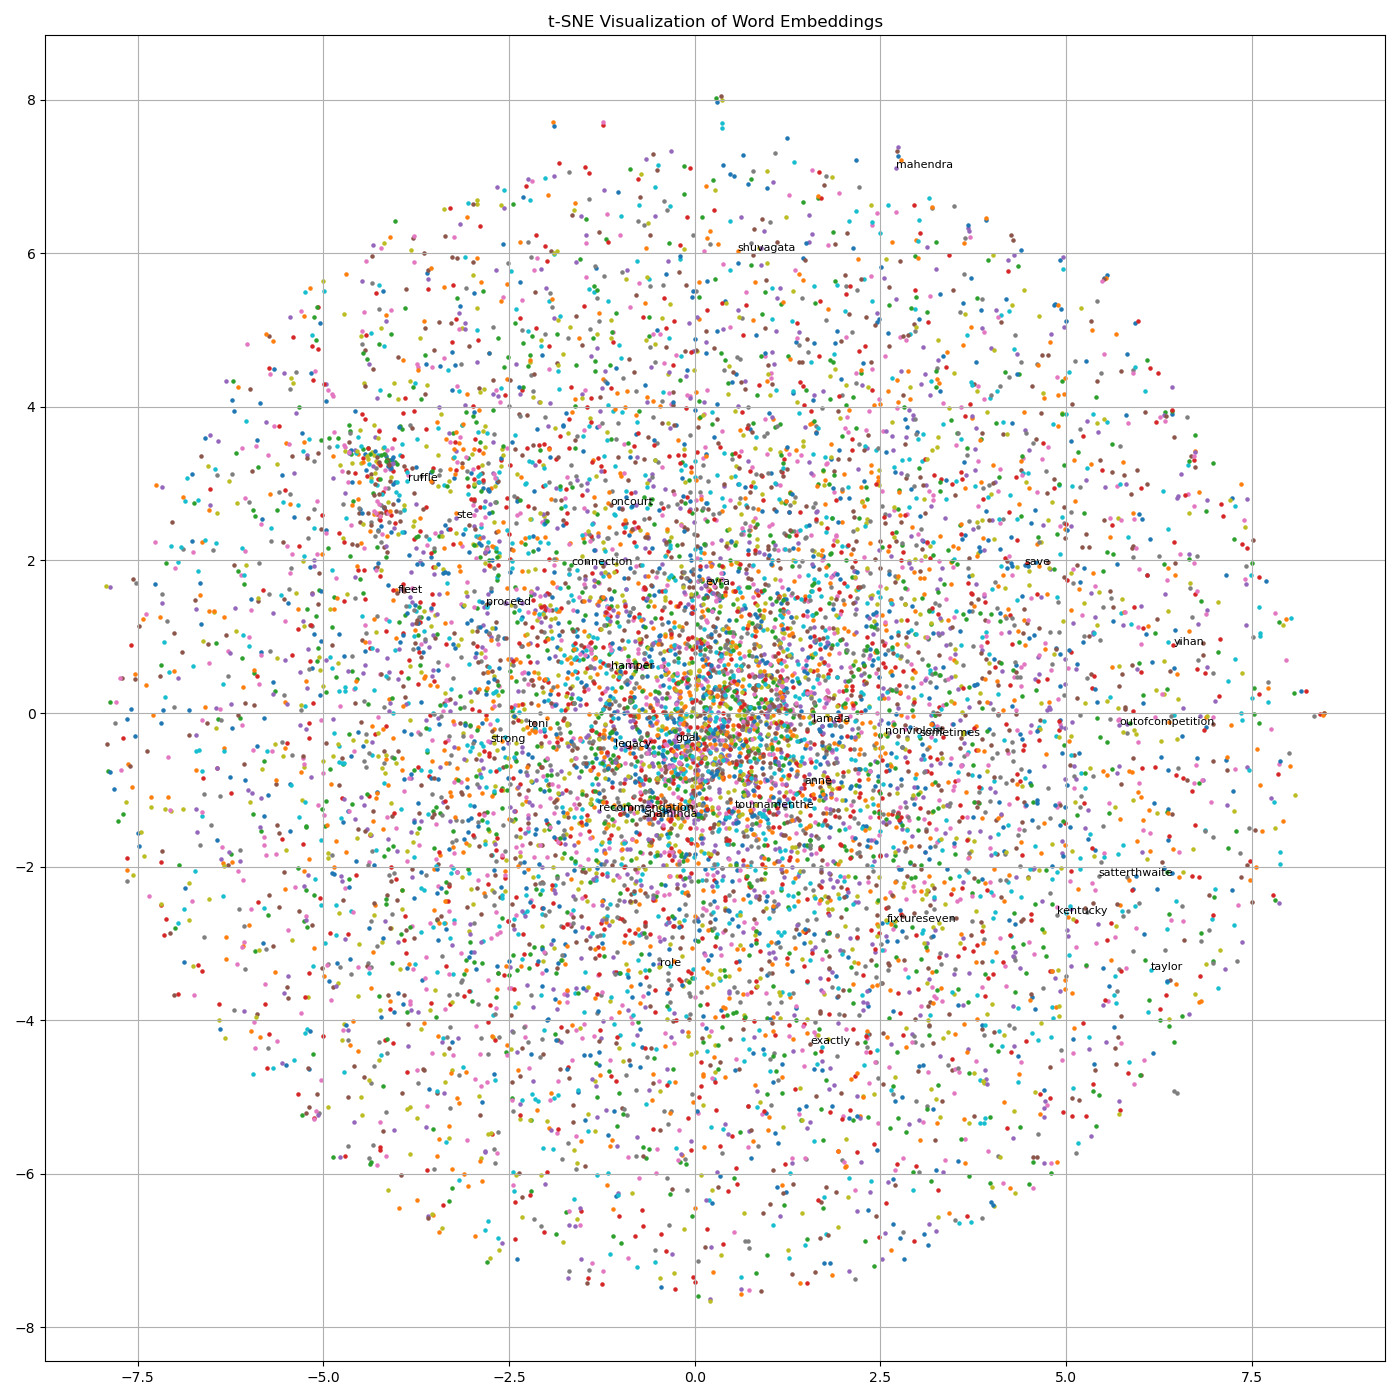 t-SNE Visualization of Word Embeddings
8
mahendra
shuvagata
6
4
ruffle
oncourt
ste
2
connection
save
evra
fleet
proceed
yihan
hamper
0
lamela
outofcompetition
toni
nonviolent
sometimes
strong
goal
legacy
anne
tournamenthe
recommendation
shaminda
−2
satterthwaite
kentucky
fixtureseven
role
taylor
−4
exactly
−6
−8
−7.5 −5.0 −2.5 0.0 2.5 5.0 7.5